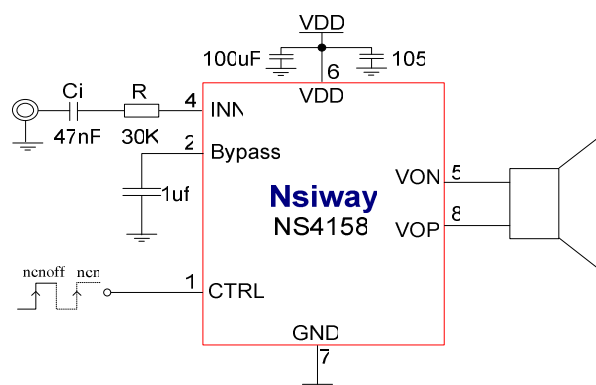 VDD
100uF
105
6
VDD
Ci
R
4
INN
47nF
30K
2
Bypass
1uf
Nsiway
NS4158
VON
5
VOP
8
ncnoff
ncn
1
CTRL
GND
7